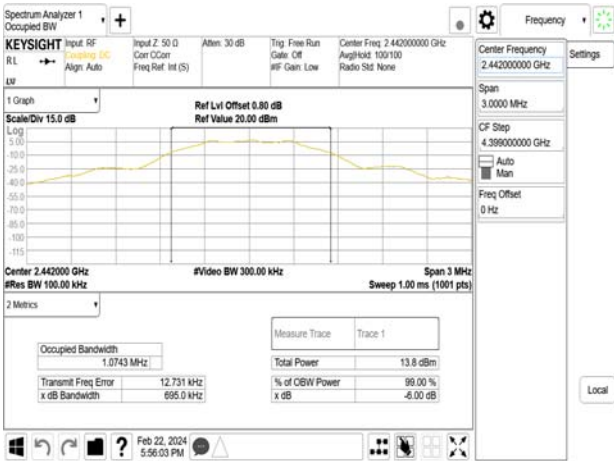 Spectrum Analyzer 1
Occupied BW
+
Frequency
KEYSIGHT
RL
Input: RF
Coupling: DC
Align: Auto
Input Z: 50 Ω
Corr CCorr
Freq Ref: Int (S)
Atten: 30 dB
Trig: Free Run
Gate: Off
#IF Gain: Low
Center Freq: 2.442000000 GHz
Avg|Hold: 100/100
Radio Std: None
Center Frequency
2.442000000 GHz
Settings
Span
3.0000 MHz
CF Step
4.399000000 GHz
Auto
Man
Freq Offset
0 Hz
1 Graph
Scale/Div 15.0 dB
Ref Lvl Offset 0.80 dB
Ref Value 20.00 dBm
Log
5.00
-10.0
-25.0
-40.0
-55.0
-70.0
-85.0
-100
-115
Center 2.442000 GHz
#Video BW 300.00 kHz
Span 3 MHz
#Res BW 100.00 kHz
Sweep 1.00 ms (1001 pts)
2 Metrics
Measure Trace
Trace 1
Occupied Bandwidth
1.0743 MHz
Total Power
13.8 dBm
Transmit Freq Error
12.731 kHz
% of OBW Power
99.00 %
x dB Bandwidth
695.0 kHz
x dB
-6.00 dB
Local
?
Feb 22, 2024
5:56:03 PM